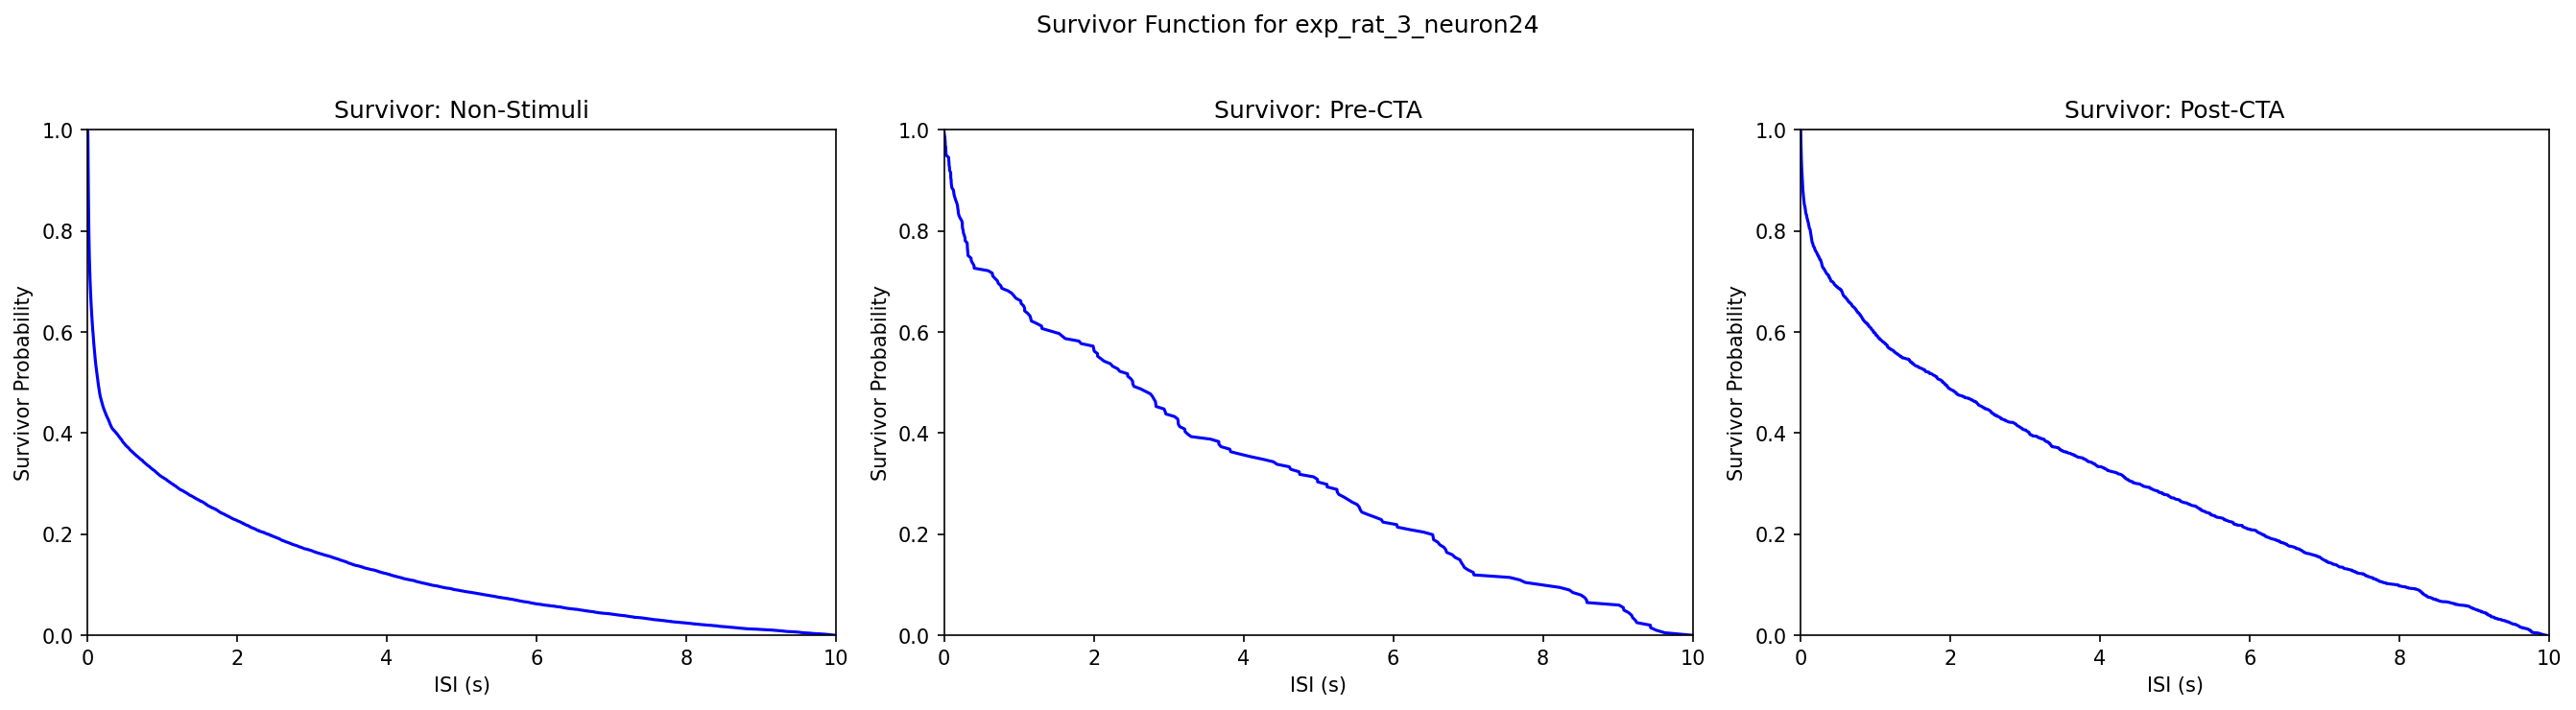 Survivor Function for exp_rat_3_neuron24
Survivor: Non-Stimuli
Survivor Probability
1.0
0.8
0.6
0.4
0.2
0.0
0 2 4 6 8 10
ISI (s)
Survivor: Pre-CTA
Survivor Probability
1.0
0.8
0.6
0.4
0.2
0.0
0 2 4 6 8 10
ISI (s)
Survivor: Post-CTA
Survivor Probability
1.0
0.8
0.6
0.4
0.2
0.0
0 2 4 6 8 10
ISI (s)